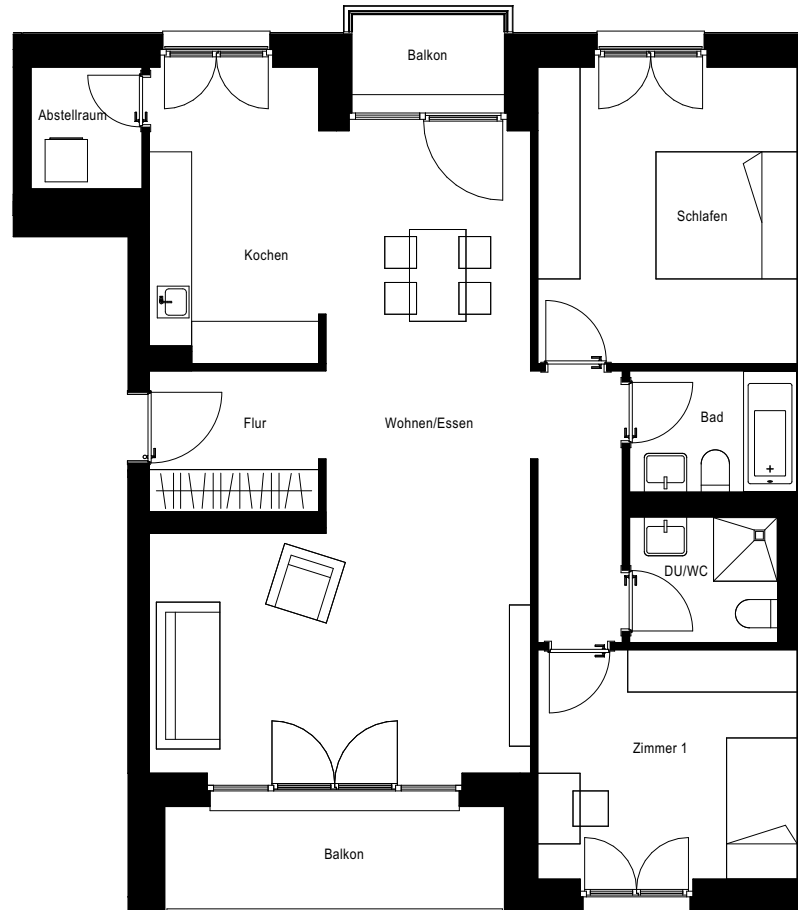 Balkon
Abstellraum
Schlafen
Kochen
Flur
Wohnen/Essen
Bad
DU/WC
Zimmer 1
Balkon